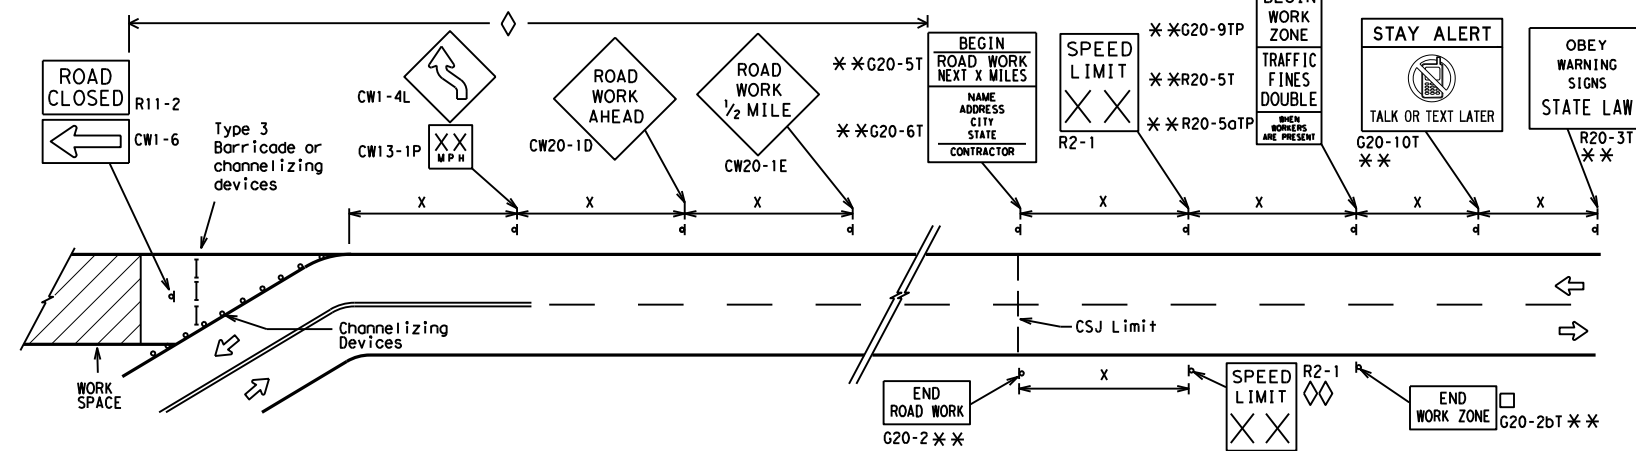 ROAD
CLOSED
R11-2
CW1-6
Type 3
Barricade or
channelizing
devices
CW1-4L
XX
MPH
CW13-1P
ROAD
WORK
AHEAD
CW20-1D
ROAD
WORK
1/2 MILE
CW20-1E
**G20-5T
BEGIN
ROAD WORK
NEXT X MILES
**G20-6T
NAME
ADDRESS
CITY
STATE
CONTRACTOR
SPEED
LIMIT
XX
R2-1
**G20-9TP
BEGIN
WORK
ZONE
**R20-5T
TRAFFIC
FINES
DOUBLE
**R20-5aTP
WHEN
WORKERS
ARE PRESENT
STAY ALERT
TALK OR TEXT LATER
G20-10T
**
OBEY
WARNING
SIGNS
STATE LAW
R20-3T
**
X
X
X
X
X
X
X
Channelizing
Devices
WORK
SPACE
CSJ Limit
END
ROAD WORK
G20-2**
X
SPEED
LIMIT
XX
R2-1
END
WORK ZONE
G20-2bT **